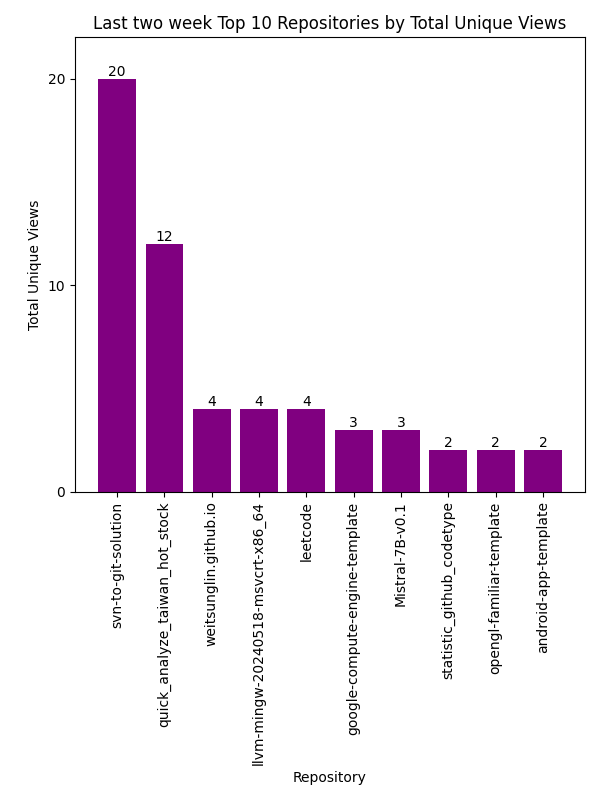 Last two week Top 10 Repositories by Total Unique Views
Total Unique Views
20
10
0
20
12
4
4
4
3
3
2
2
2
svn-to-git-solution
quick_analyze_taiwan_hot_stock
weitsunglin.github.io
llvm-mingw-20240518-msvcrt-x86_64
leetcode
google-compute-engine-template
Mistral-7B-v0.1
statistic_github_codetype
opengl-familiar-template
android-app-template
Repository